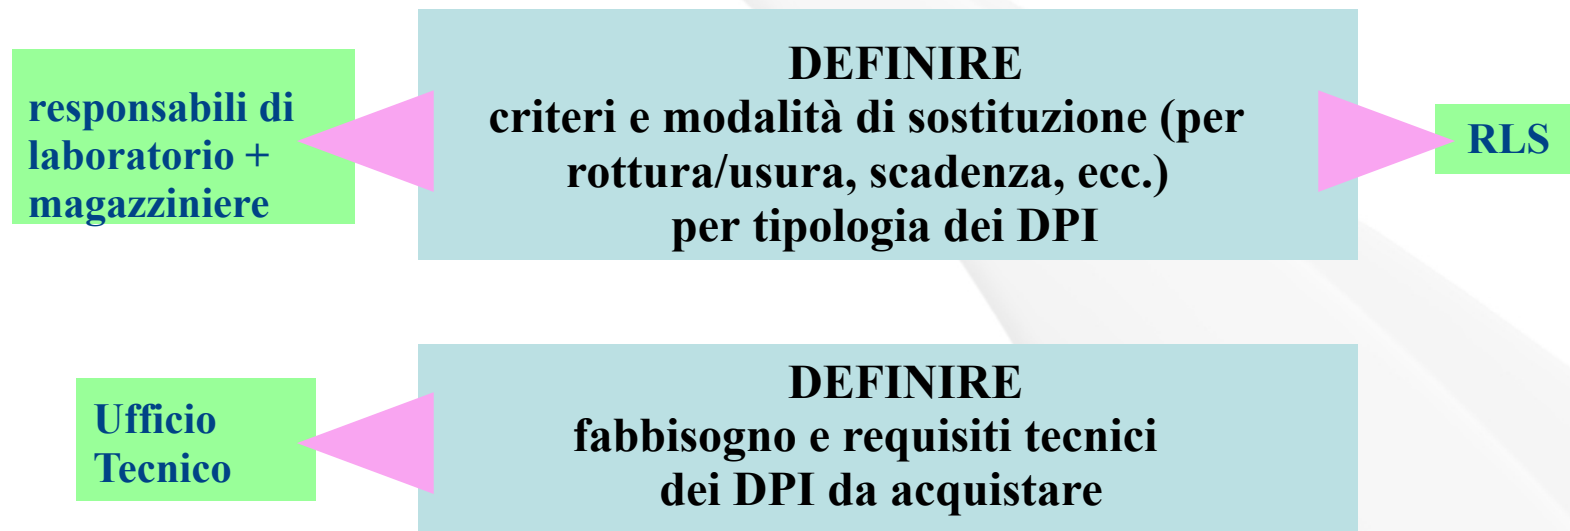 responsabili di
laboratorio +
magazziniere
DEFINIRE
criteri e modalità di sostituzione (per
rottura/usura, scadenza, ecc.)
per tipologia dei DPI
RLS
Ufficio
Tecnico
DEFINIRE
fabbisogno e requisiti tecnici
dei DPI da acquistare